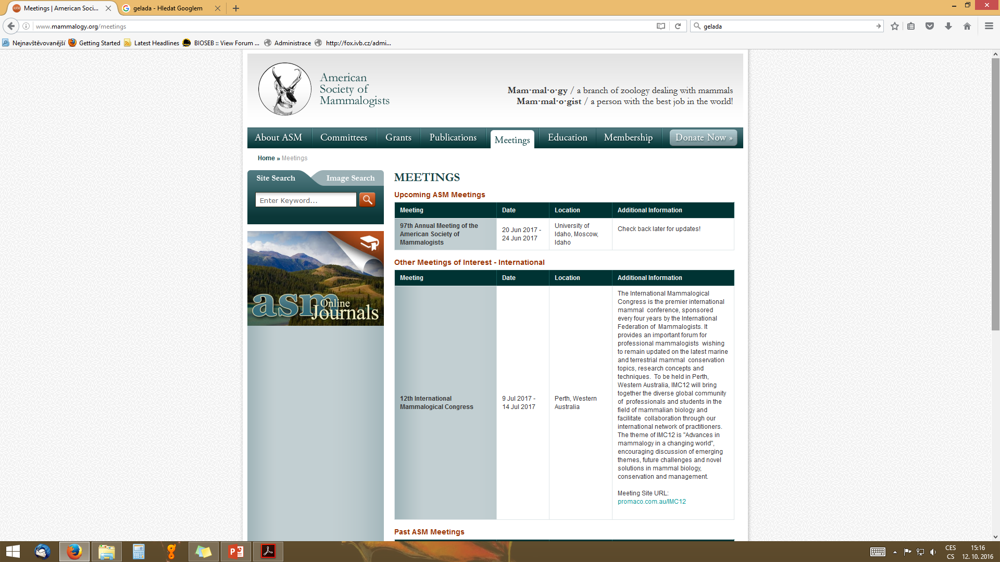 Meetings | American Soci...
gelada - Hledat Googlem
www.mammalogy.org/meetings
gelada
Nejnavštěvovanější
Getting Started
Latest Headlines
BIOSEB :: View Forum ...
Administrace
http://fox.ivb.cz/admi...
American
Society of
Mammalogists
Mam·mal·o·gy / a branch of zoology dealing with mammals
Mam·mal·o·gist / a person with the best job in the world!
About ASM
Committees
Grants
Publications
Meetings
Education
Membership
Donate Now »
Home » Meetings
Site Search
Image Search
Enter Keyword...
asm Online
Journals
MEETINGS
Upcoming ASM Meetings
Meeting Date Location Additional Information
97th Annual Meeting of the
American Society of
Mammalogists
20 Jun 2017 -
24 Jun 2017
University of
Idaho, Moscow,
Idaho
Check back later for updates!
Other Meetings of Interest - International
Meeting Date Location Additional Information
12th International
Mammalogical Congress
9 Jul 2017 -
14 Jul 2017
Perth, Western
Australia
The International Mammalogical
Congress is the premier international
mammal conference, sponsored
every four years by the International
Federation of Mammalogists. It
provides an important forum for
professional mammalogists wishing
to remain updated on the latest marine
and terrestrial mammal conservation
topics, research concepts and
techniques. To be held in Perth,
Western Australia, IMC12 will bring
together the diverse global community
of professionals and students in the
field of mammalian biology and
facilitate collaboration through our
international network of practitioners.
The theme of IMC12 is "Advances in
mammalogy in a changing world",
encouraging discussion of emerging
themes, future challenges and novel
solutions in mammal biology,
conservation and management.
Meeting Site URL:
promaco.com.au/IMC12
Past ASM Meetings
CES
CS
15:16
12. 10. 2016